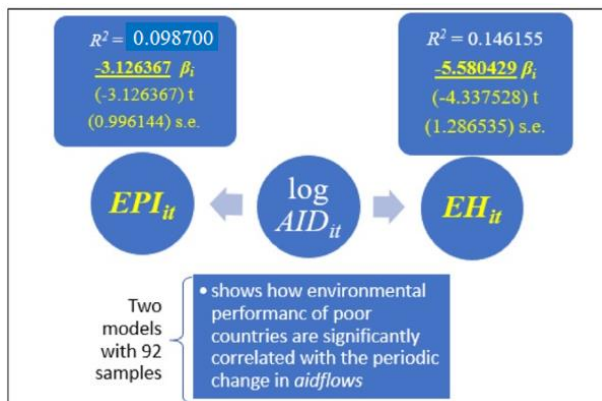 R² = 0.098700
-3.126367 βi
(-3.126367) t
(0.996144) s.e.
R² = 0.146155
-5.580429 βi
(-4.337528) t
(1.286535) s.e.
EPIit
log
AIDit
EHit
Two
models
with 92
samples
• shows how environmental
performanc of poor
countries are significantly
correlated with the periodic
change in aidflows